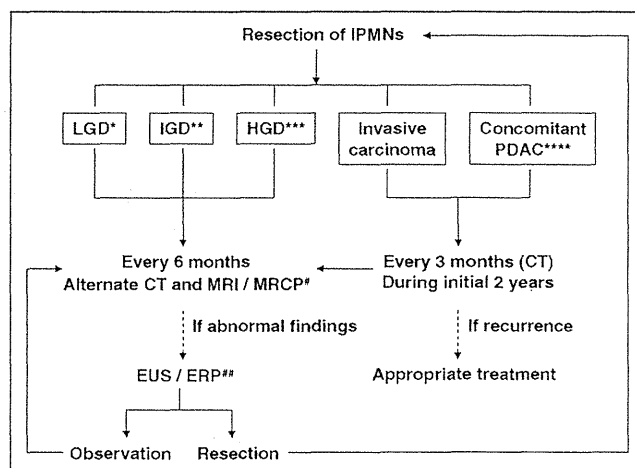 Resection of IPMNs
LGD*
IGD**
HGD***
Invasive
carcinoma
Concomitant
PDAC****
Every 6 months
Alternate CT and MRI / MRCP#
Every 3 months (CT)
During initial 2 years
If abnormal findings
If recurrence
EUS / ERP##
Appropriate treatment
Observation
Resection